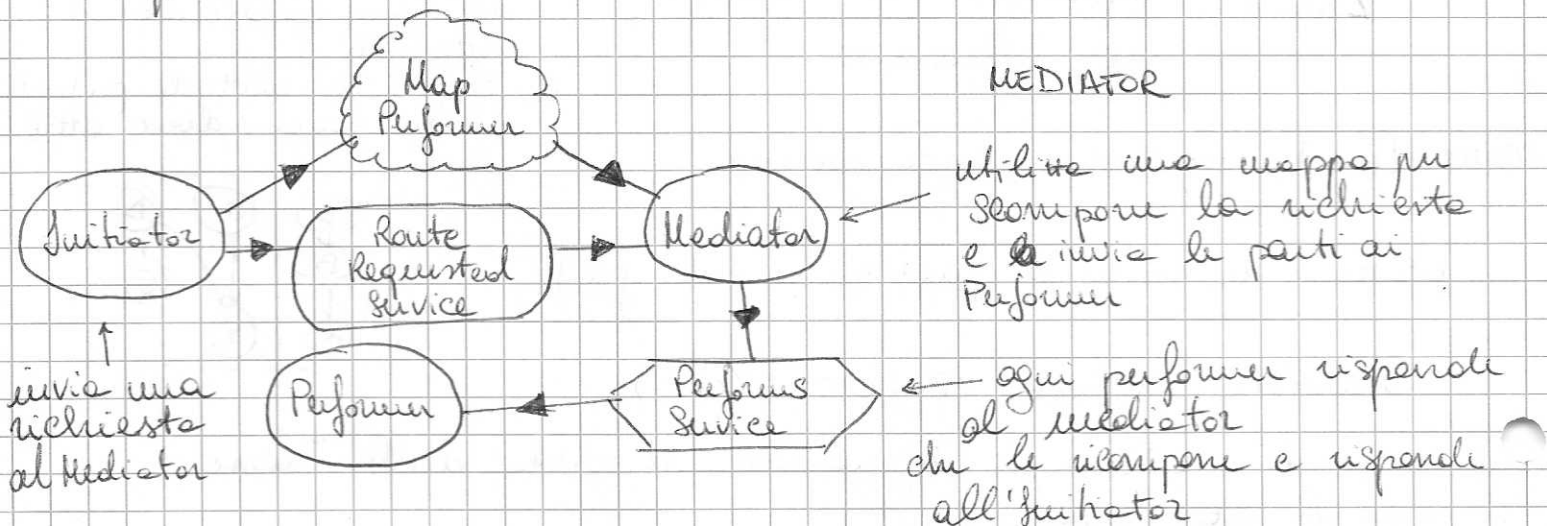 MEDIATOR
Map
Performer
Initiator
Route
Requested
Service
Mediator
utilizza una mappa per
scomporre la richiesta
e invia le parti ai
Performer
invia una
richiesta
al Mediator
Performer
Performs
Service
ogni performer risponde
al mediator
che le ricompone e risponde
all'Initiator